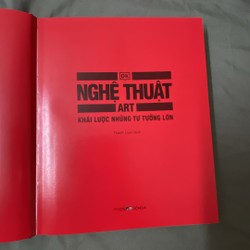 DK
NGHỆ THUẬT
ART
KHÁI LƯỢC NHỮNG TƯ TƯỞNG LỚN